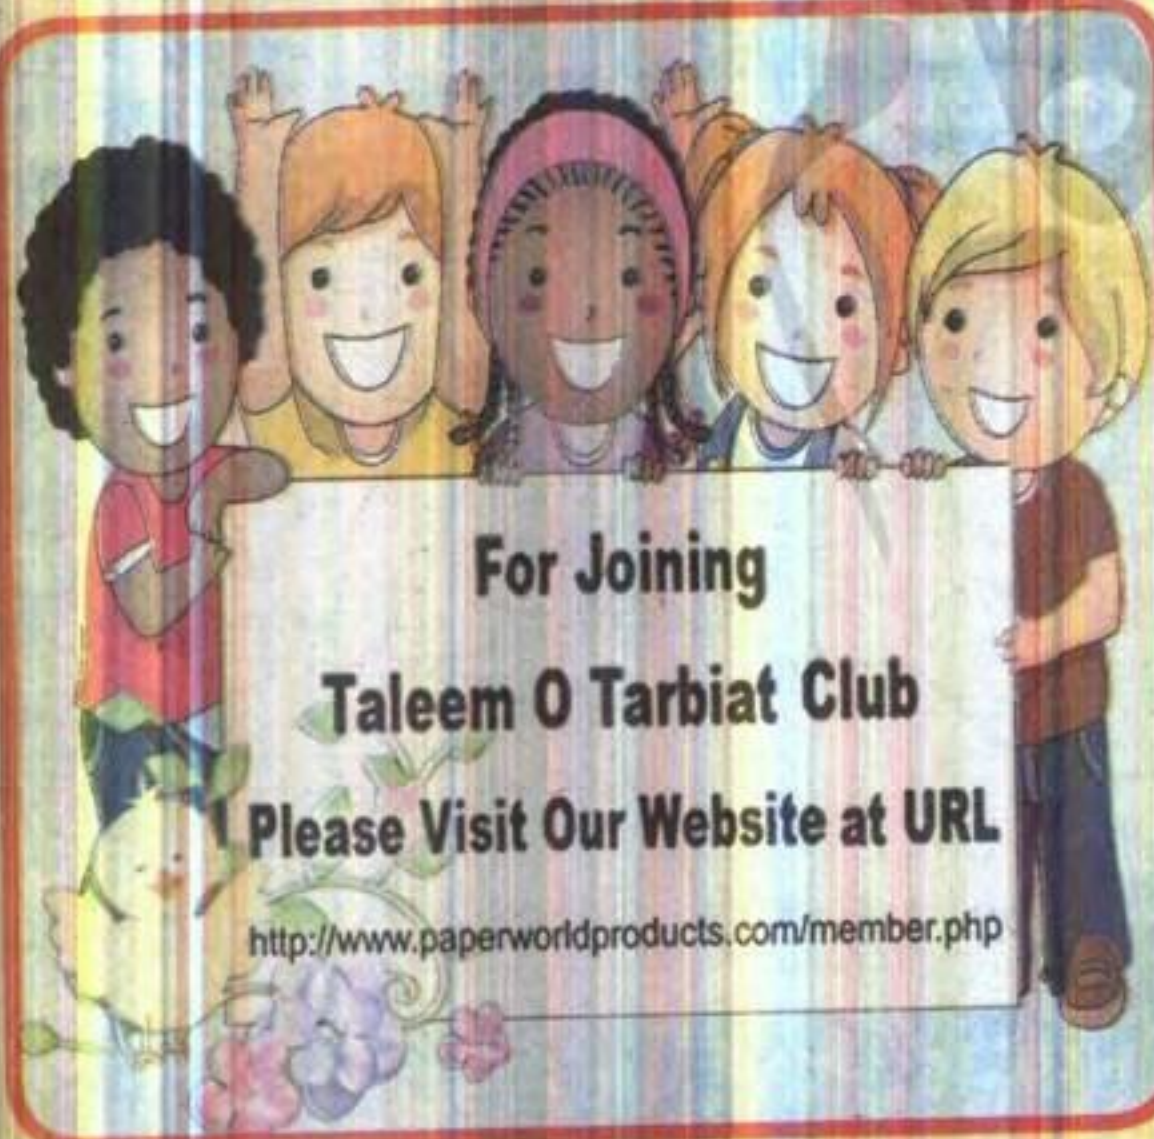 For Joining
Taleem O Tarbiat Club
Please Visit Our Website at URL
http://www.paperworldproducts.com/member.php